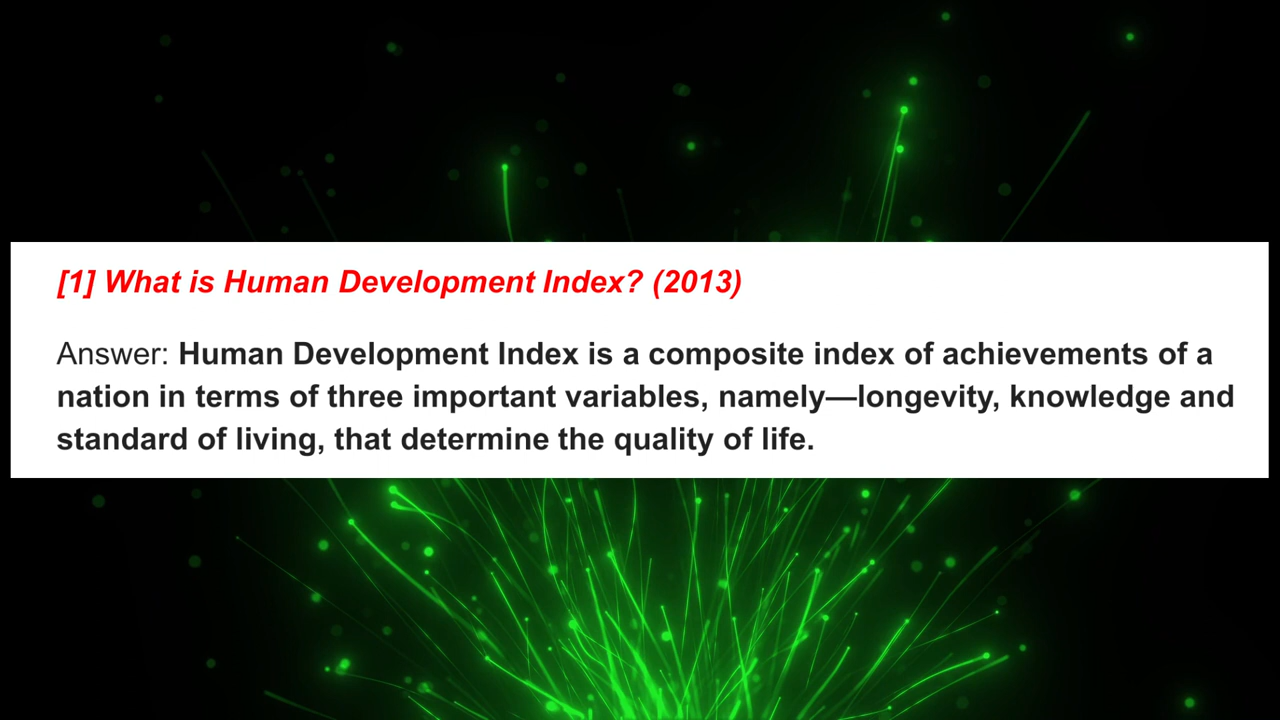 [1] What is Human Development Index? (2013)
Answer: Human Development Index is a composite index of achievements of a
nation in terms of three important variables, namely—longevity, knowledge and
standard of living, that determine the quality of life.